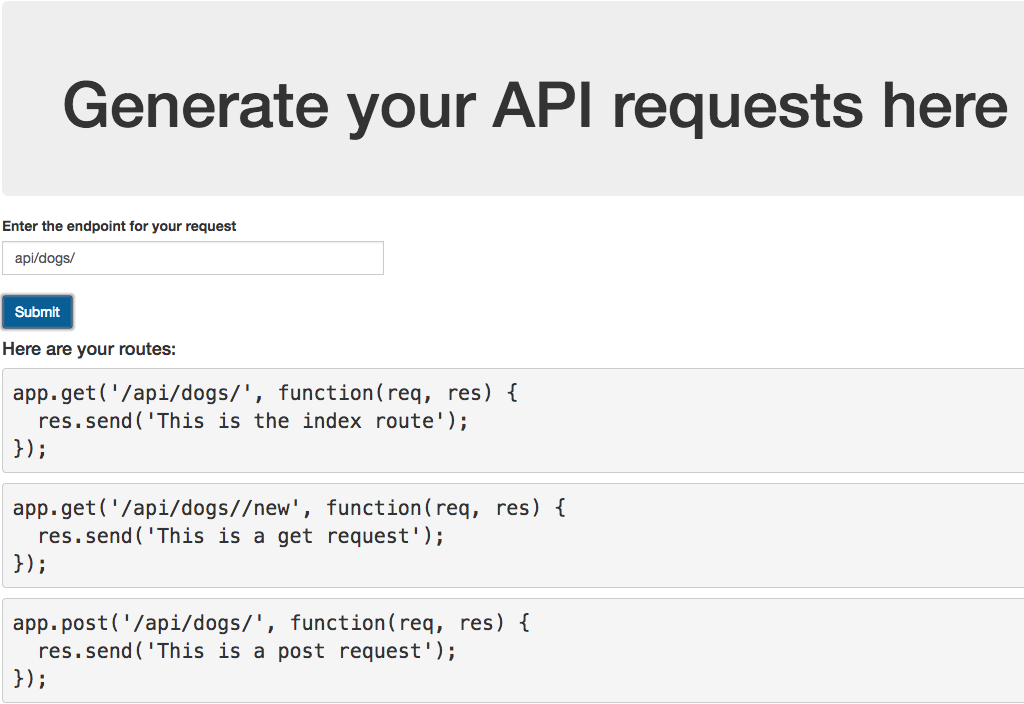 Generate your API requests here
Enter the endpoint for your request
api/dogs/
Submit
Here are your routes:
app.get('/api/dogs/', function(req, res) {
  res.send('This is the index route');
});
app.get('/api/dogs//new', function(req, res) {
  res.send('This is a get request');
});
app.post('/api/dogs/', function(req, res) {
  res.send('This is a post request');
});